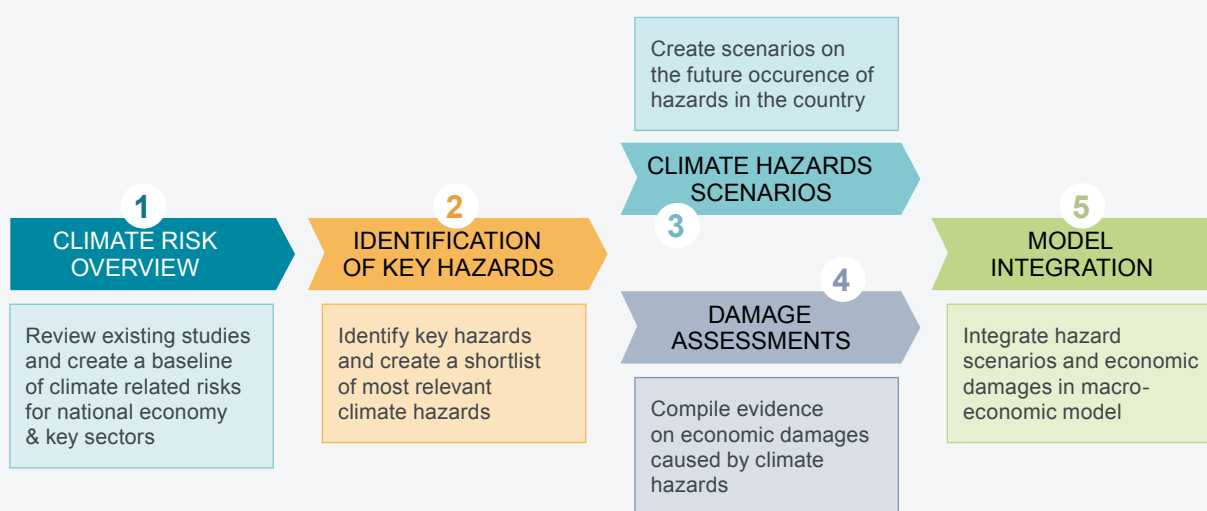 1
CLIMATE RISK
OVERVIEW
Review existing studies
and create a baseline
of climate related risks
for national economy
& key sectors
2
IDENTIFICATION
OF KEY HAZARDS
Identify key hazards
and create a shortlist
of most relevant
climate hazards
Create scenarios on
the future occurence of
hazards in the country
CLIMATE HAZARDS
SCENARIOS
3
4
DAMAGE
ASSESSMENTS
Compile evidence
on economic damages
caused by climate
hazards
5
MODEL
INTEGRATION
Integrate hazard
scenarios and economic
damages in macro-
economic model